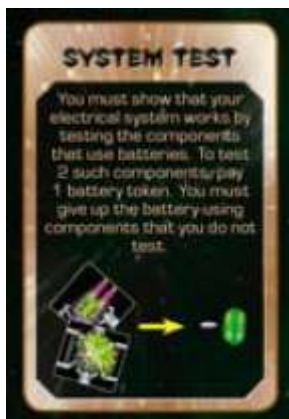 SYSTEM TEST
You must show that your
electrical system works by
testing the components
that use batteries. To test
2 such components, pay
1 battery token. You must
give up the battery-using
components that you do not
test.